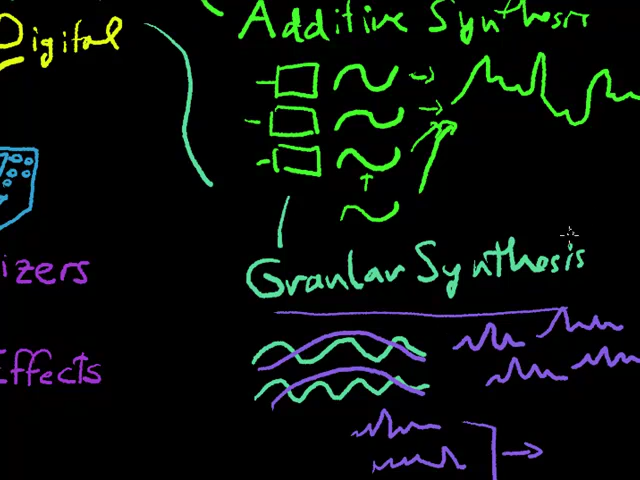 Additive Synthesis
Digital
Granular Synthesis
izers
Effects